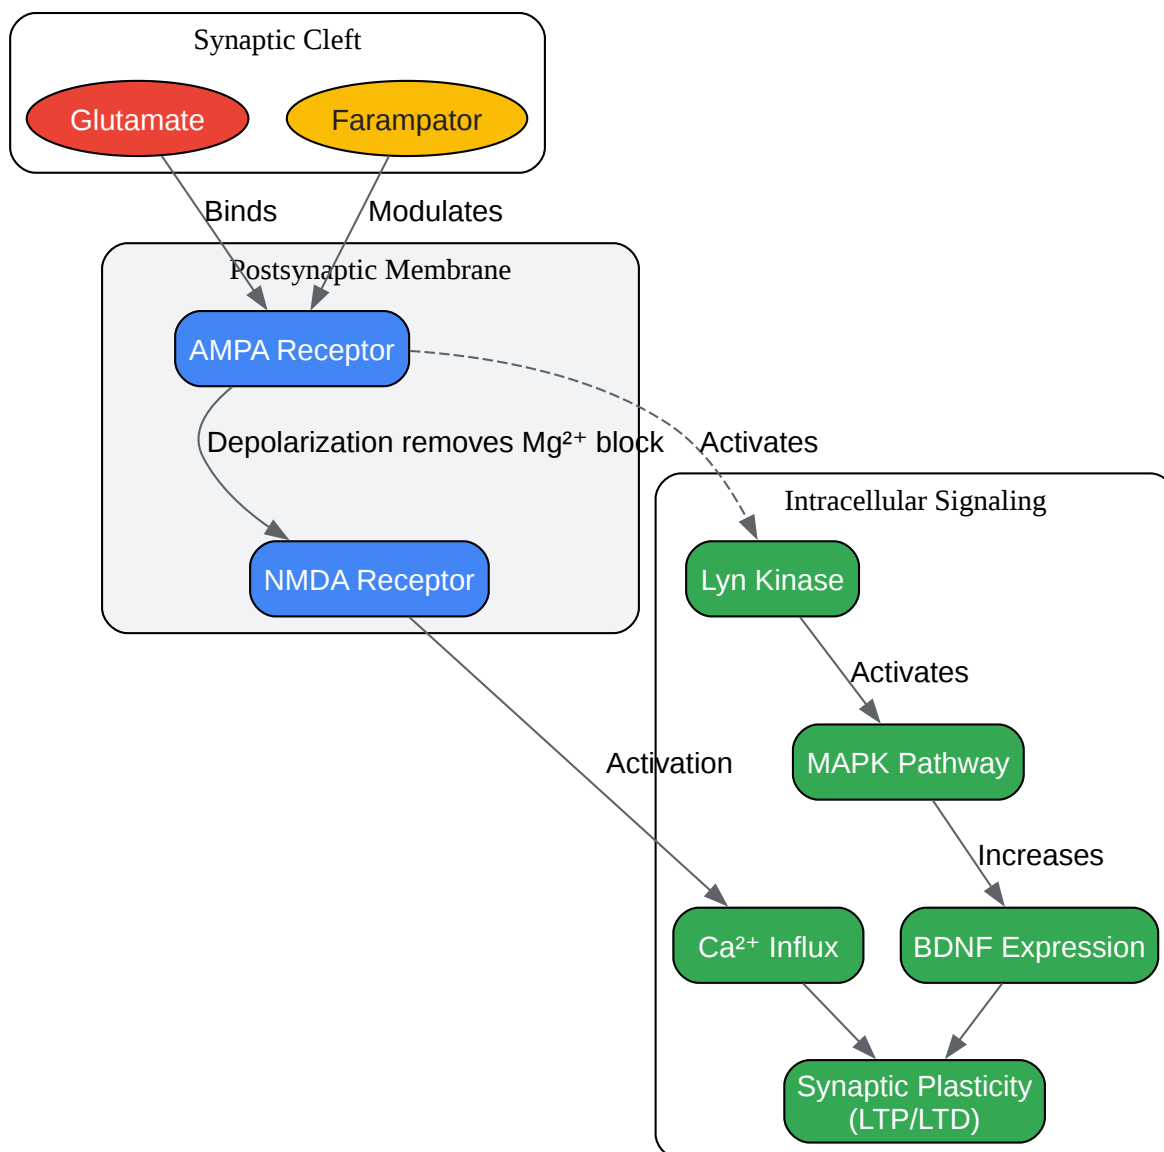 Synaptic Cleft
Glutamate
Farampator
Binds
Modulates
Postsynaptic Membrane
AMPA Receptor
Depolarization removes Mg²⁺ block
Activates
Intracellular Signaling
NMDA Receptor
Lyn Kinase
Activates
MAPK Pathway
Activation
Increases
Ca²⁺ Influx
BDNF Expression
Synaptic Plasticity
(LTP/LTD)